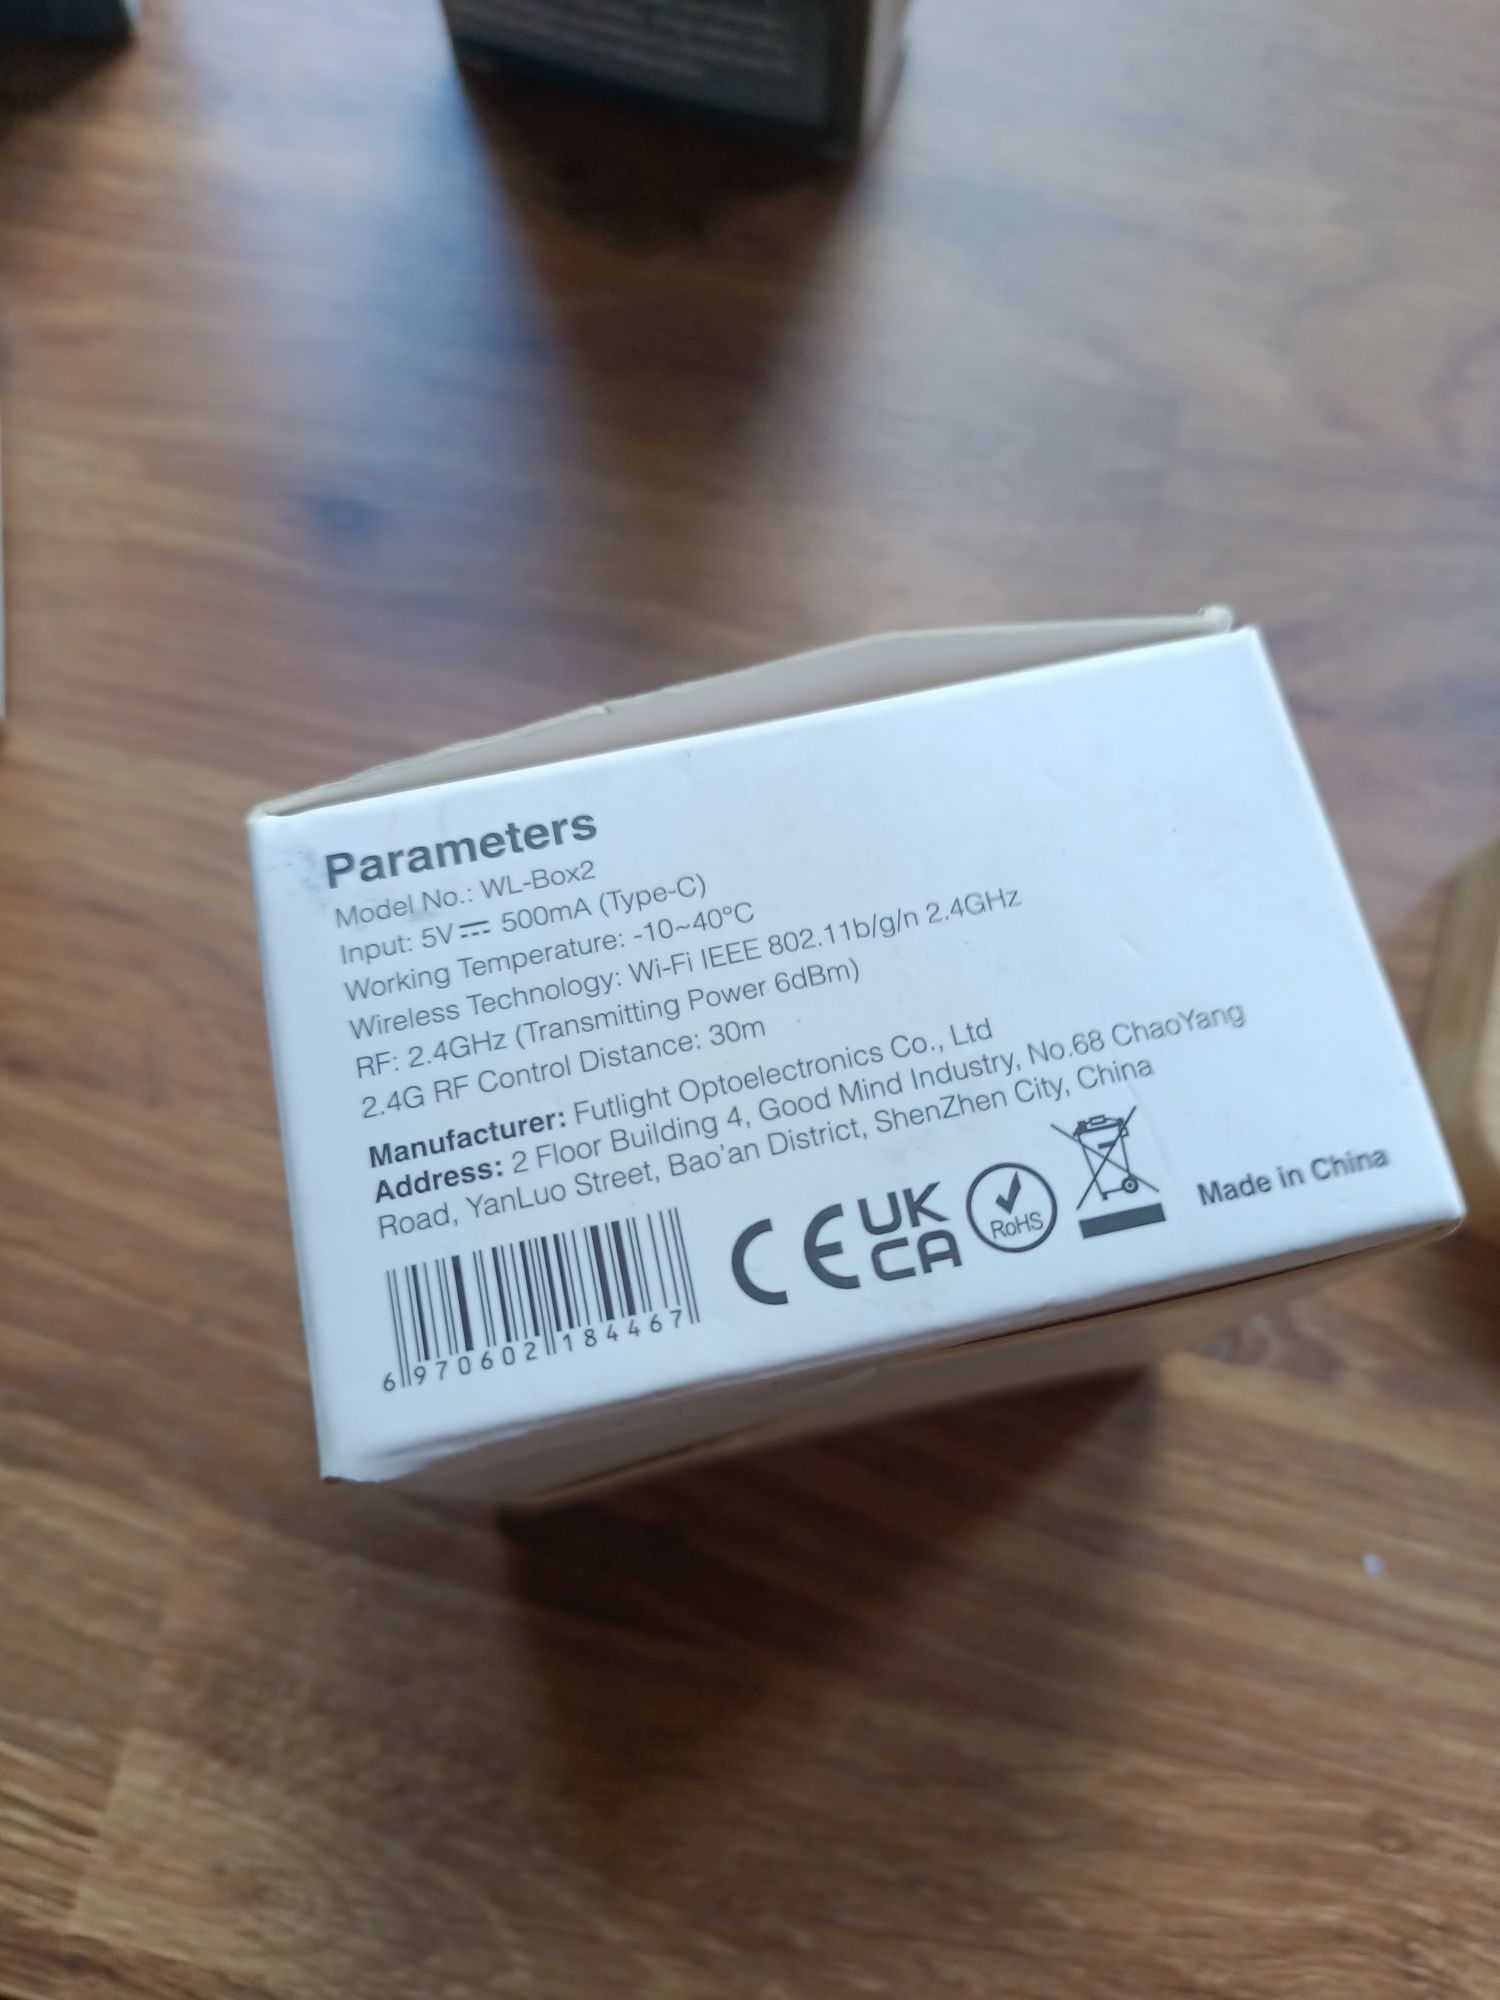 Parameters
Model No.: WL-Box2
Input: 5V⎓ 500mA (Type-C)
Working Temperature: -10~40°C
Wireless Technology: Wi-Fi IEEE 802.11b/g/n 2.4GHz
RF: 2.4GHz (Transmitting Power 6dBm)
2.4G RF Control Distance: 30m
Manufacturer: Futlight Optoelectronics Co., Ltd
Address: 2 Floor Building 4, Good Mind Industry, No.68 ChaoYang
Road, YanLuo Street, Bao'an District, ShenZhen City, China
CE UK CA RoHS Made in China
6 970602 184467